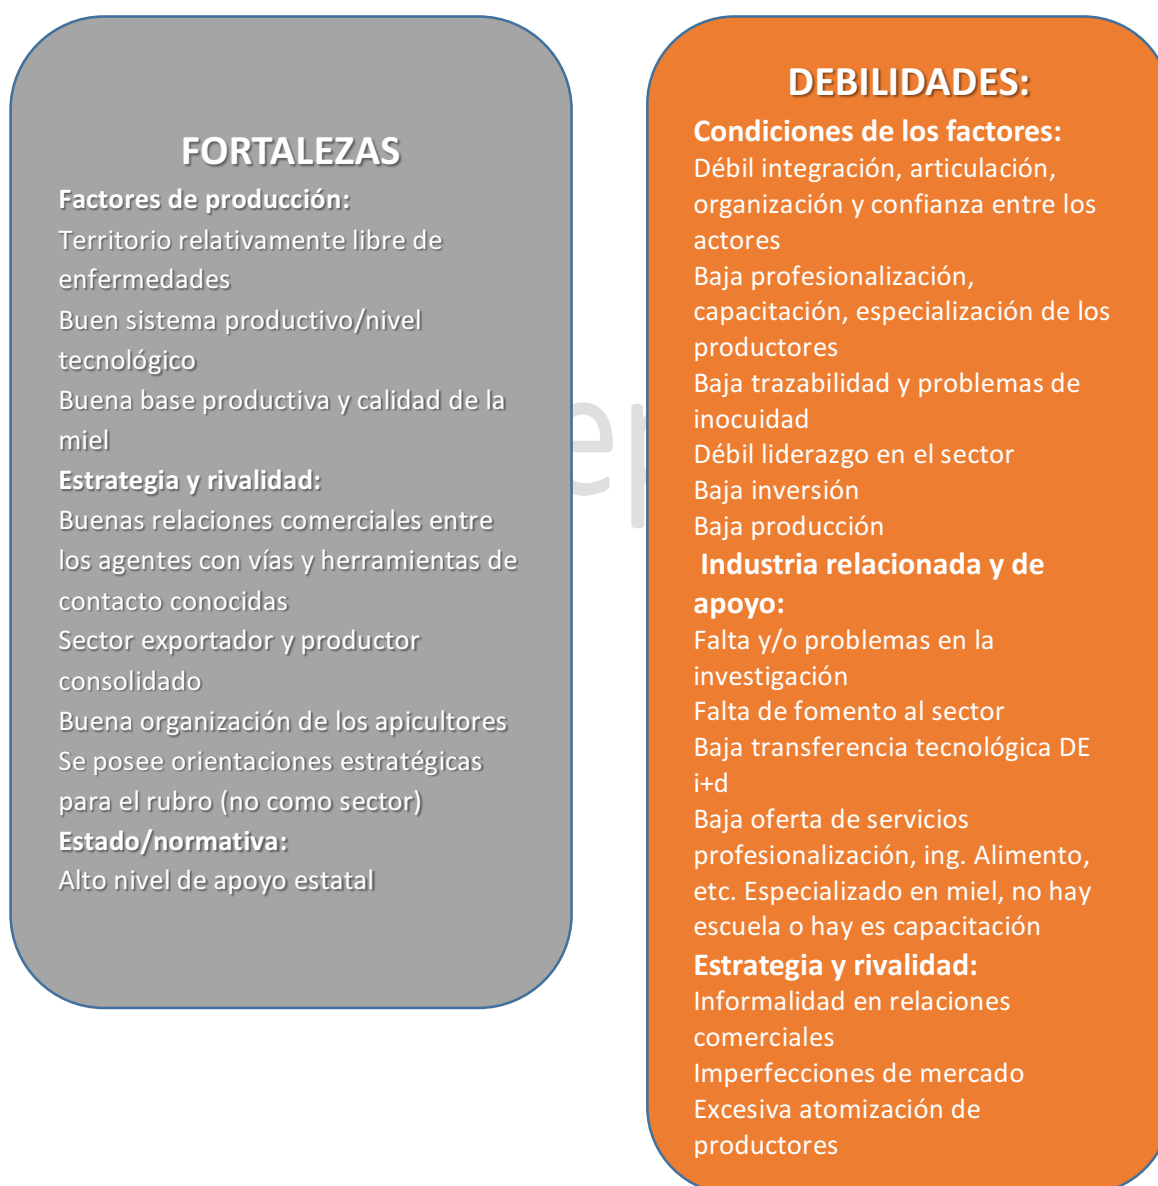 FORTALEZAS
Factores de producción:
Territorio relativamente libre de
enfermedades
Buen sistema productivo/nivel
tecnológico
Buena base productiva y calidad de la
miel
Estrategia y rivalidad:
Buenas relaciones comerciales entre
los agentes con vías y herramientas de
contacto conocidas
Sector exportador y productor
consolidado
Buena organización de los apicultores
Se posee orientaciones estratégicas
para el rubro (no como sector)
Estado/normativa:
Alto nivel de apoyo estatal
DEBILIDADES:
Condiciones de los factores:
Débil integración, articulación,
organización y confianza entre los
actores
Baja profesionalización,
capacitación, especialización de los
productores
Baja trazabilidad y problemas de
inocuidad
Débil liderazgo en el sector
Baja inversión
Baja producción
Industria relacionada y de
apoyo:
Falta y/o problemas en la
investigación
Falta de fomento al sector
Baja transferencia tecnológica DE
i+d
Baja oferta de servicios
profesionalización, ing. Alimento,
etc. Especializado en miel, no hay
escuela o hay es capacitación
Estrategia y rivalidad:
Informalidad en relaciones
comerciales
Imperfecciones de mercado
Excesiva atomización de
productores